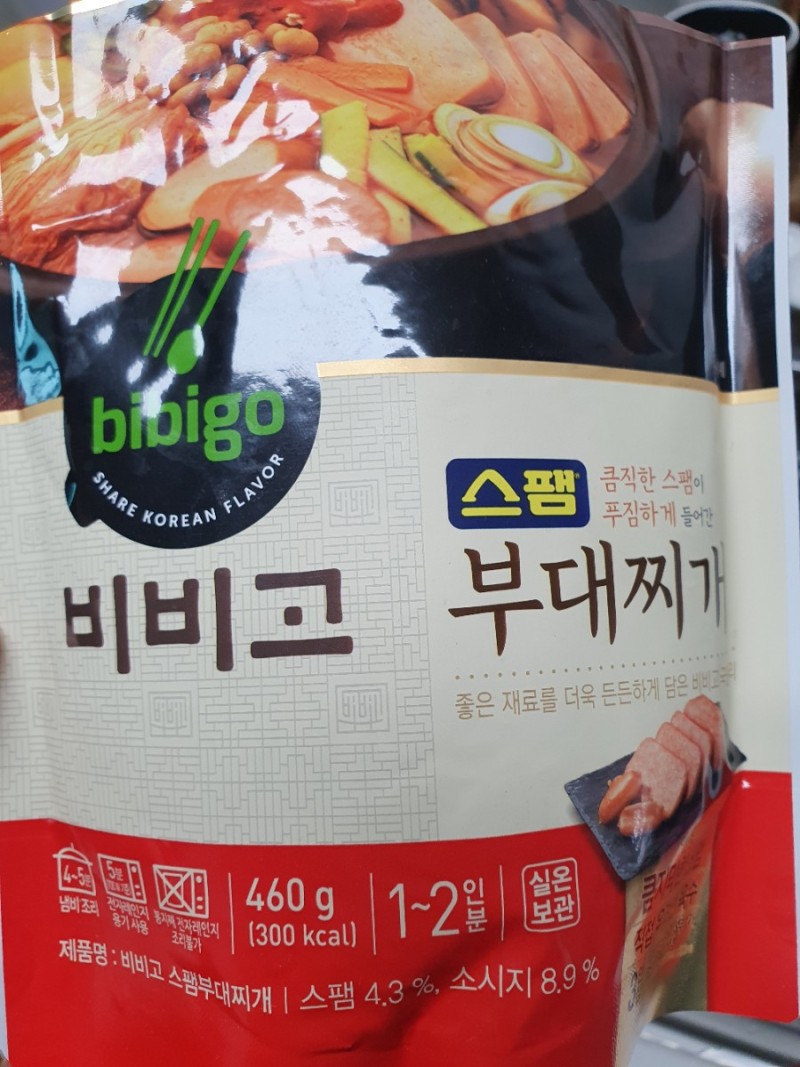 bibigo
SHARE KOREAN FLAVOR
비비고
스팸
큼직한 스팸이
푸짐하게 들어간
부대찌개
좋은 재료를 더욱 든든하게 담은 비비고
4~5분
냄비 조리
5분
전자레인지
용기 사용
봉지째 전자레인지
조리불가
460 g
(300 kcal)
1~2인분
실온
보관
제품명 : 비비고 스팸부대찌개 | 스팸 4.3 %, 소시지 8.9 %